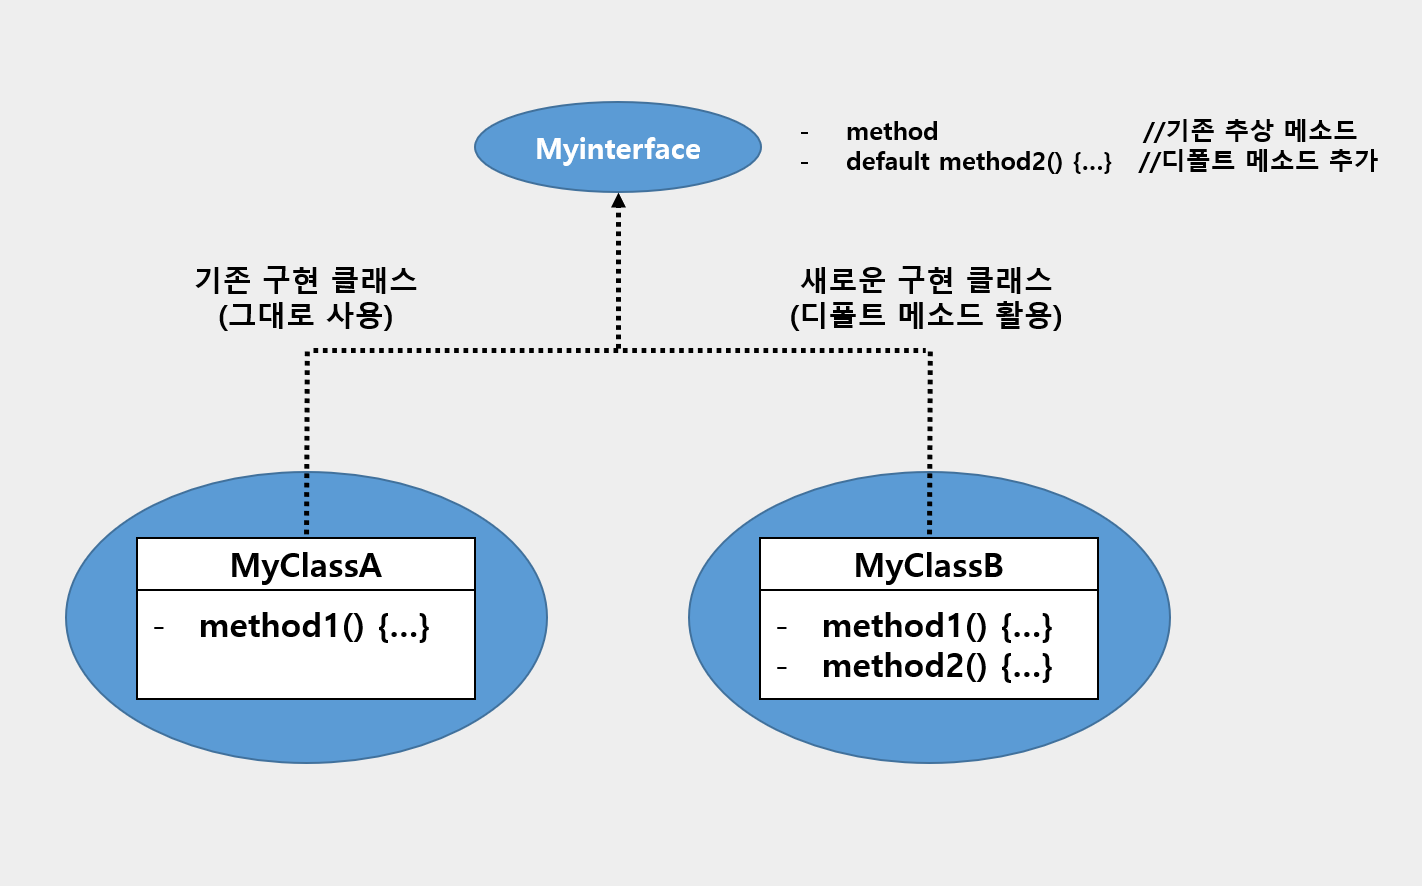 Myinterface
- method //기존 추상 메소드
- default method2() {...} //디폴트 메소드 추가
기존 구현 클래스
(그대로 사용)
새로운 구현 클래스
(디폴트 메소드 활용)
MyClassA
- method1() {...}
MyClassB
- method1() {...}
- method2() {...}